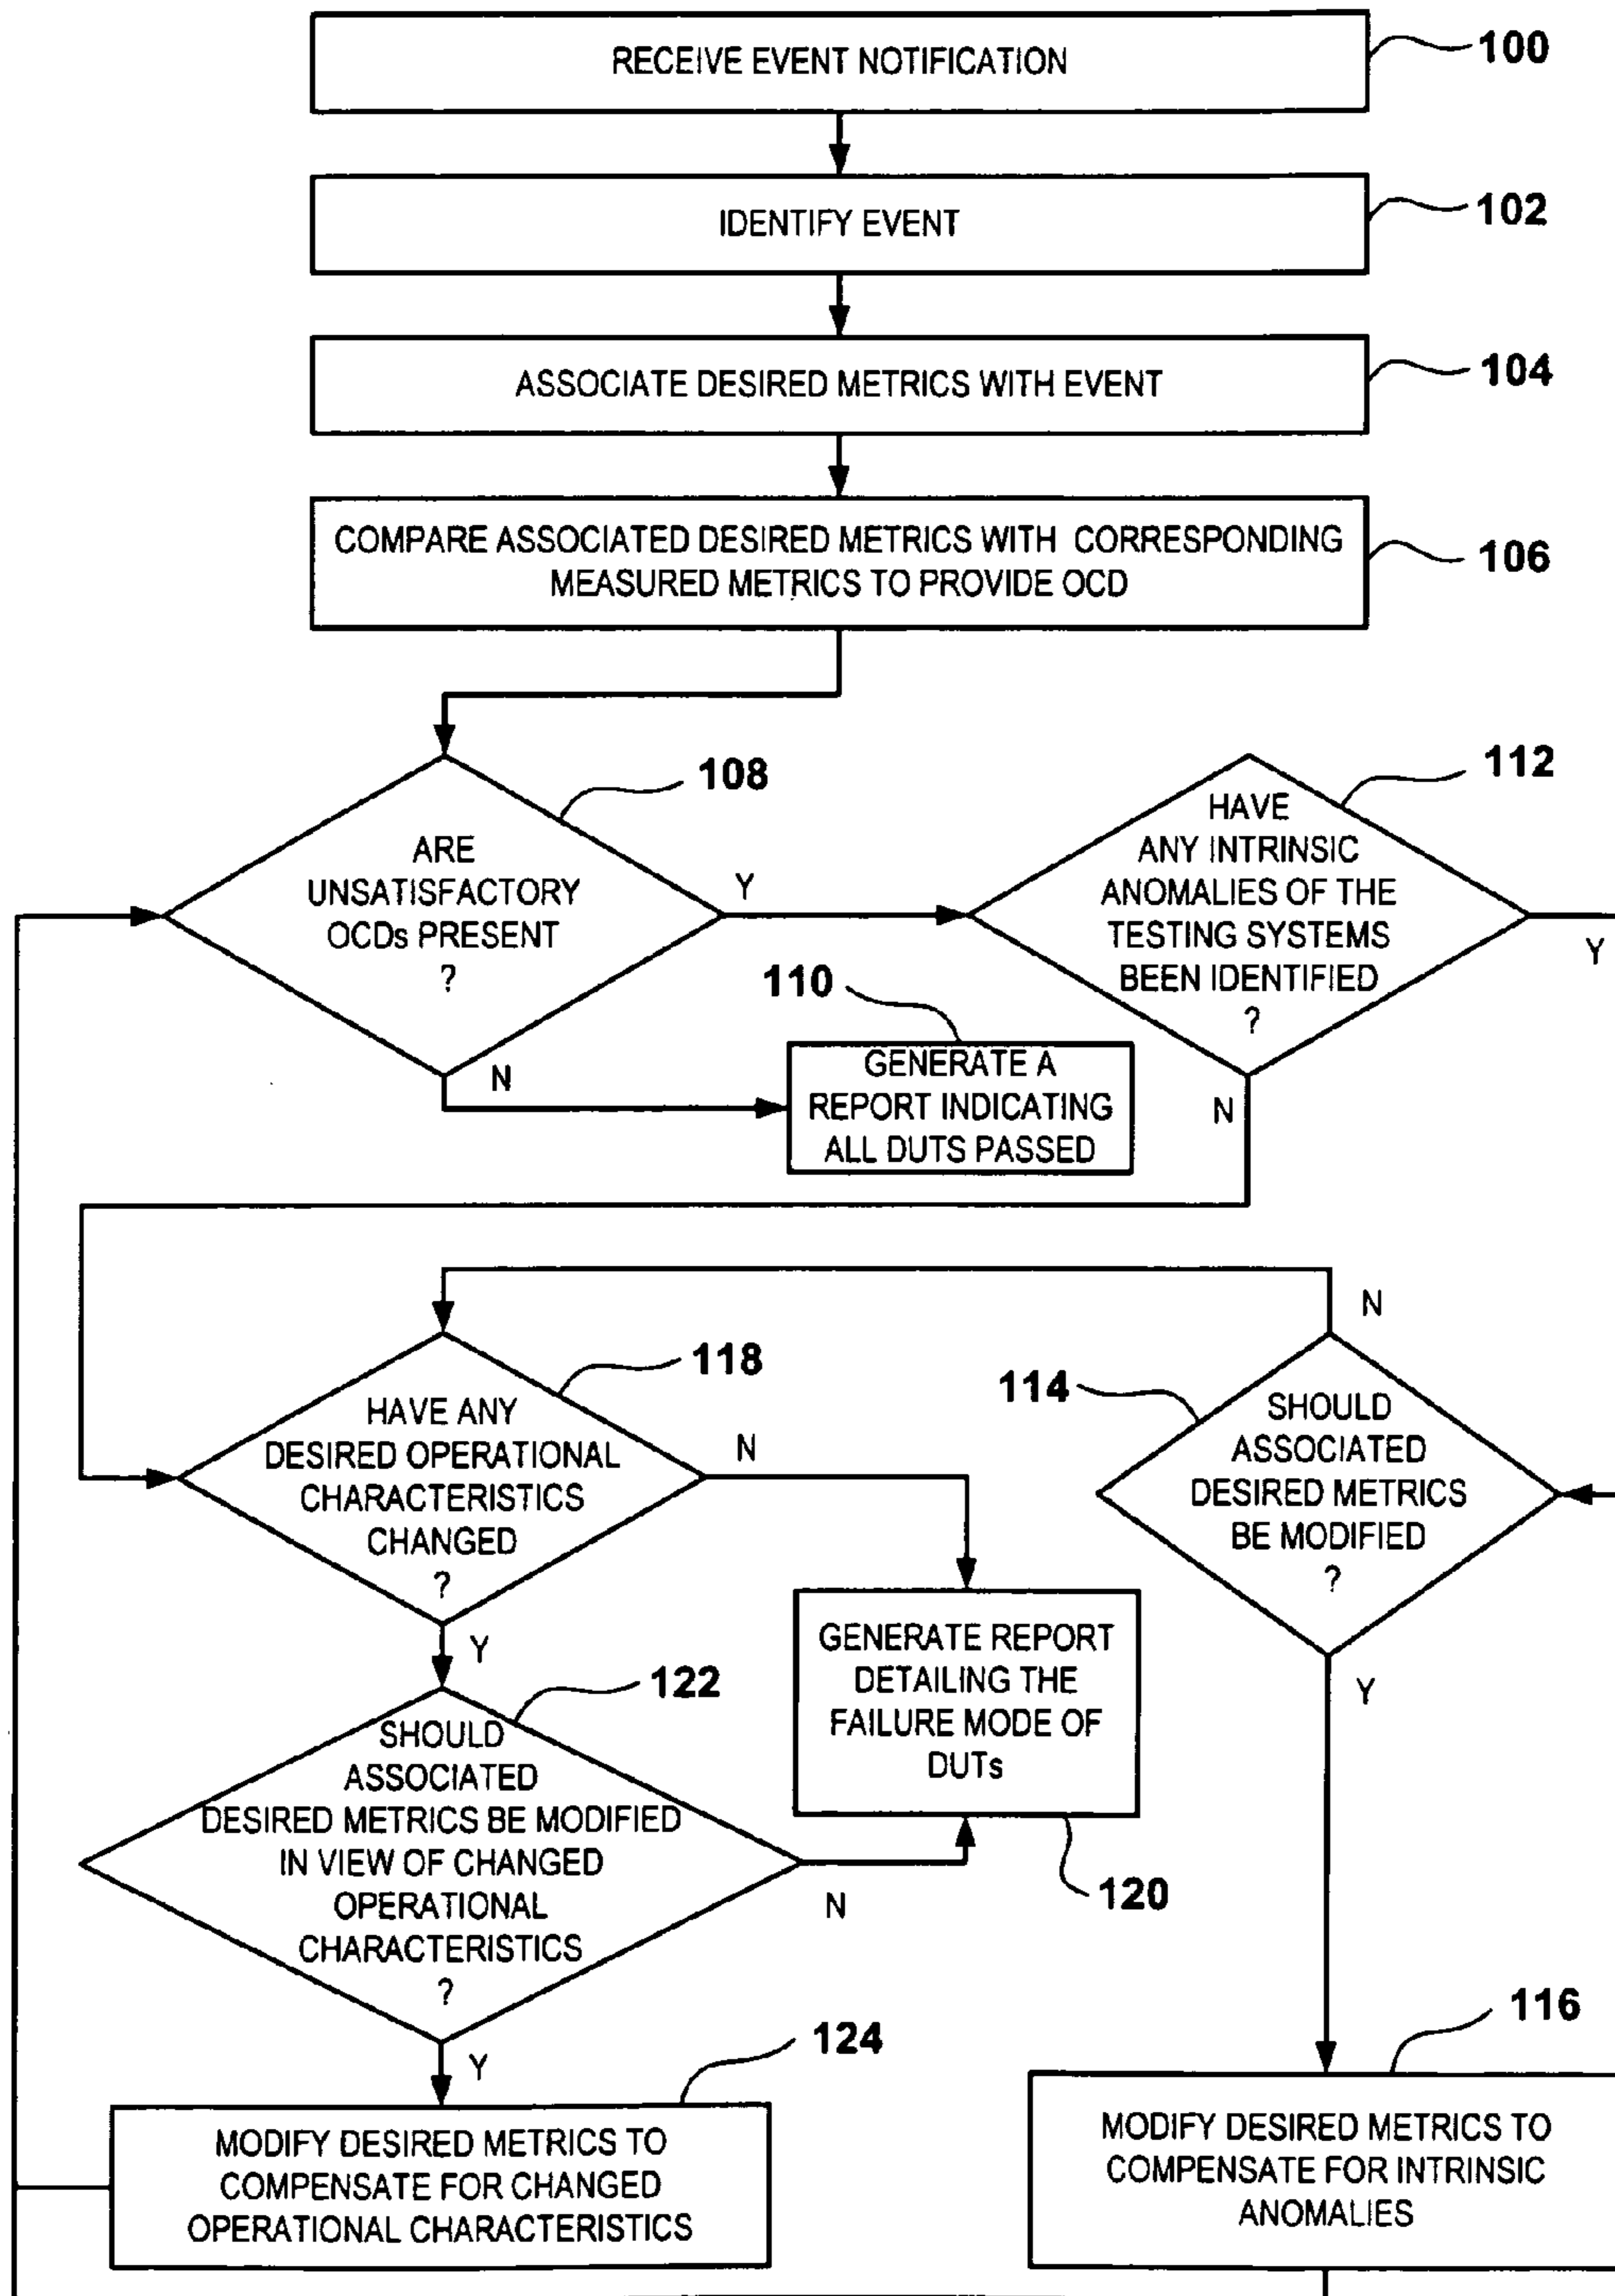 RECEIVE EVENT NOTIFICATION
100
IDENTIFY EVENT
102
ASSOCIATE DESIRED METRICS WITH EVENT
104
COMPARE ASSOCIATED DESIRED METRICS WITH CORRESPONDING
MEASURED METRICS TO PROVIDE OCD
106
108
ARE
UNSATISFACTORY
OCDs PRESENT
?
Y
N
112
HAVE
ANY INTRINSIC
ANOMALIES OF THE
TESTING SYSTEMS
BEEN IDENTIFIED
?
Y
N
110
GENERATE A
REPORT INDICATING
ALL DUTS PASSED
118
HAVE ANY
DESIRED OPERATIONAL
CHARACTERISTICS
CHANGED
?
N
Y
114
SHOULD
ASSOCIATED
DESIRED METRICS
BE MODIFIED
?
N
Y
GENERATE REPORT
DETAILING THE
FAILURE MODE OF
DUTs
120
122
SHOULD
ASSOCIATED
DESIRED METRICS BE MODIFIED
IN VIEW OF CHANGED
OPERATIONAL
CHARACTERISTICS
?
N
Y
124
MODIFY DESIRED METRICS TO
COMPENSATE FOR CHANGED
OPERATIONAL CHARACTERISTICS
116
MODIFY DESIRED METRICS TO
COMPENSATE FOR INTRINSIC
ANOMALIES